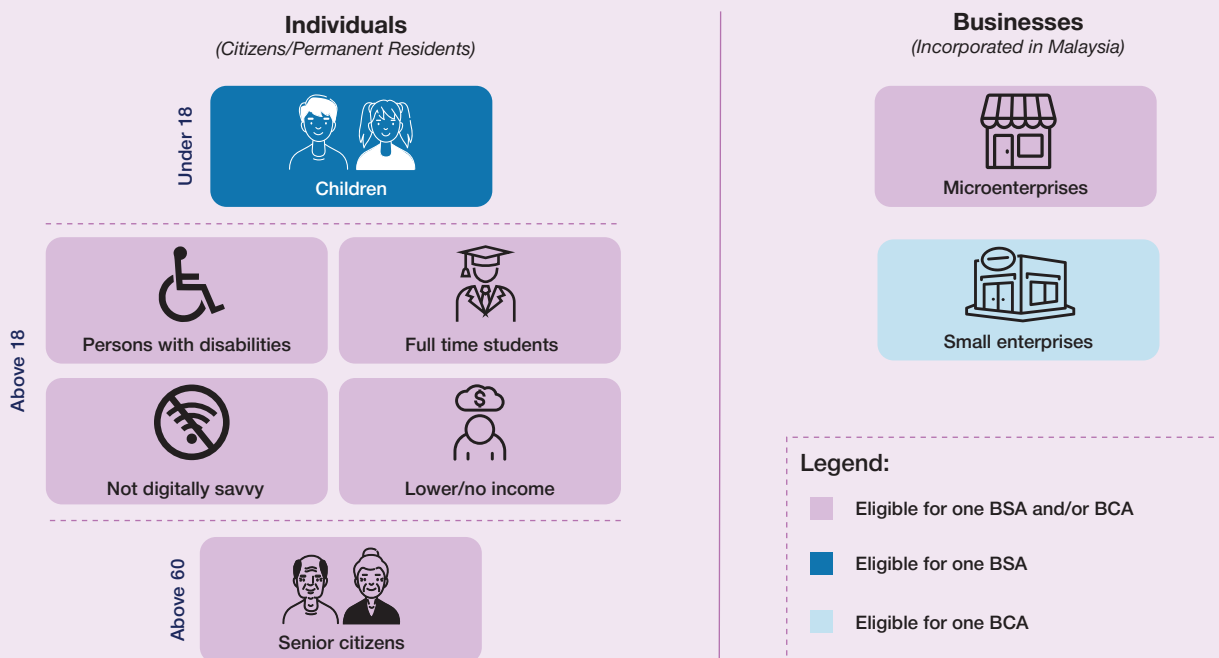 Individuals
(Citizens/Permanent Residents)
Under 18
Children
Above 18
Persons with disabilities
Full time students
Not digitally savvy
$
Lower/no income
Above 60
Senior citizens
Businesses
(Incorporated in Malaysia)
Microenterprises
Small enterprises
Legend:
Eligible for one BSA and/or BCA
Eligible for one BSA
Eligible for one BCA